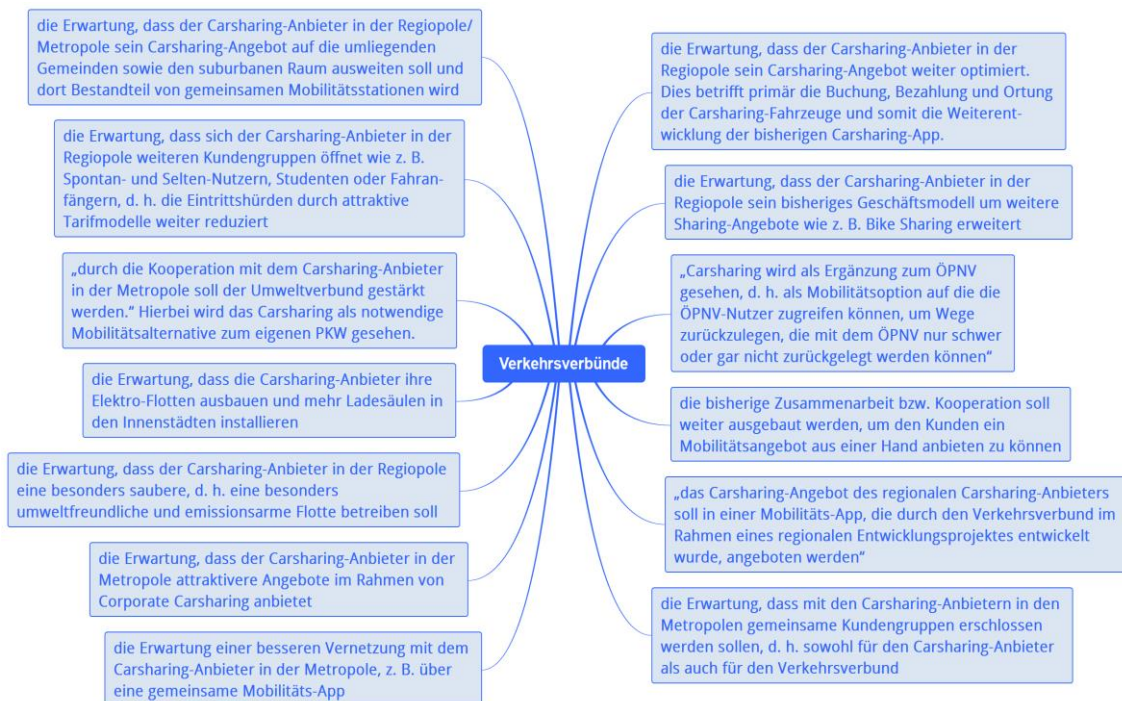 die Erwartung, dass der Carsharing-Anbieter in der Regiopole/
Metropole sein Carsharing-Angebot auf die umliegenden
Gemeinden sowie den suburbanen Raum ausweiten soll und
dort Bestandteil von gemeinsamen Mobilitätsstationen wird
die Erwartung, dass sich der Carsharing-Anbieter in der
Regiopole weiteren Kundengruppen öffnet wie z. B.
Spontan- und Selten-Nutzern, Studenten oder Fahran-
fängern, d. h. die Eintrittshürden durch attraktive
Tarifmodelle weiter reduziert
„durch die Kooperation mit dem Carsharing-Anbieter
in der Metropole soll der Umweltverbund gestärkt
werden.“ Hierbei wird das Carsharing als notwendige
Mobilitätsalternative zum eigenen PKW gesehen.
die Erwartung, dass die Carsharing-Anbieter ihre
Elektro-Flotten ausbauen und mehr Ladesäulen in
den Innenstädten installieren
die Erwartung, dass der Carsharing-Anbieter in der Regiopole
eine besonders saubere, d. h. eine besonders
umweltfreundliche und emissionsarme Flotte betreiben soll
die Erwartung, dass der Carsharing-Anbieter in der
Metropole attraktivere Angebote im Rahmen von
Corporate Carsharing anbietet
die Erwartung einer besseren Vernetzung mit dem
Carsharing-Anbieter in der Metropole, z. B. über
eine gemeinsame Mobilitäts-App
Verkehrsverbünde
die Erwartung, dass der Carsharing-Anbieter in der
Regiopole sein Carsharing-Angebot weiter optimiert.
Dies betrifft primär die Buchung, Bezahlung und Ortung
der Carsharing-Fahrzeuge und somit die Weiterent-
wicklung der bisherigen Carsharing-App.
die Erwartung, dass der Carsharing-Anbieter in der
Regiopole sein bisheriges Geschäftsmodell um weitere
Sharing-Angebote wie z. B. Bike Sharing erweitert
„Carsharing wird als Ergänzung zum ÖPNV
gesehen, d. h. als Mobilitätsoption auf die die
ÖPNV-Nutzer zugreifen können, um Wege
zurückzulegen, die mit dem ÖPNV nur schwer
oder gar nicht zurückgelegt werden können“
die bisherige Zusammenarbeit bzw. Kooperation soll
weiter ausgebaut werden, um den Kunden ein
Mobilitätsangebot aus einer Hand anbieten zu können
„das Carsharing-Angebot des regionalen Carsharing-Anbieters
soll in einer Mobilitäts-App, die durch den Verkehrsverbund im
Rahmen eines regionalen Entwicklungsprojektes entwickelt
wurde, angeboten werden“
die Erwartung, dass mit den Carsharing-Anbietern in den
Metropolen gemeinsame Kundengruppen erschlossen
werden sollen, d. h. sowohl für den Carsharing-Anbieter
als auch für den Verkehrsverbund